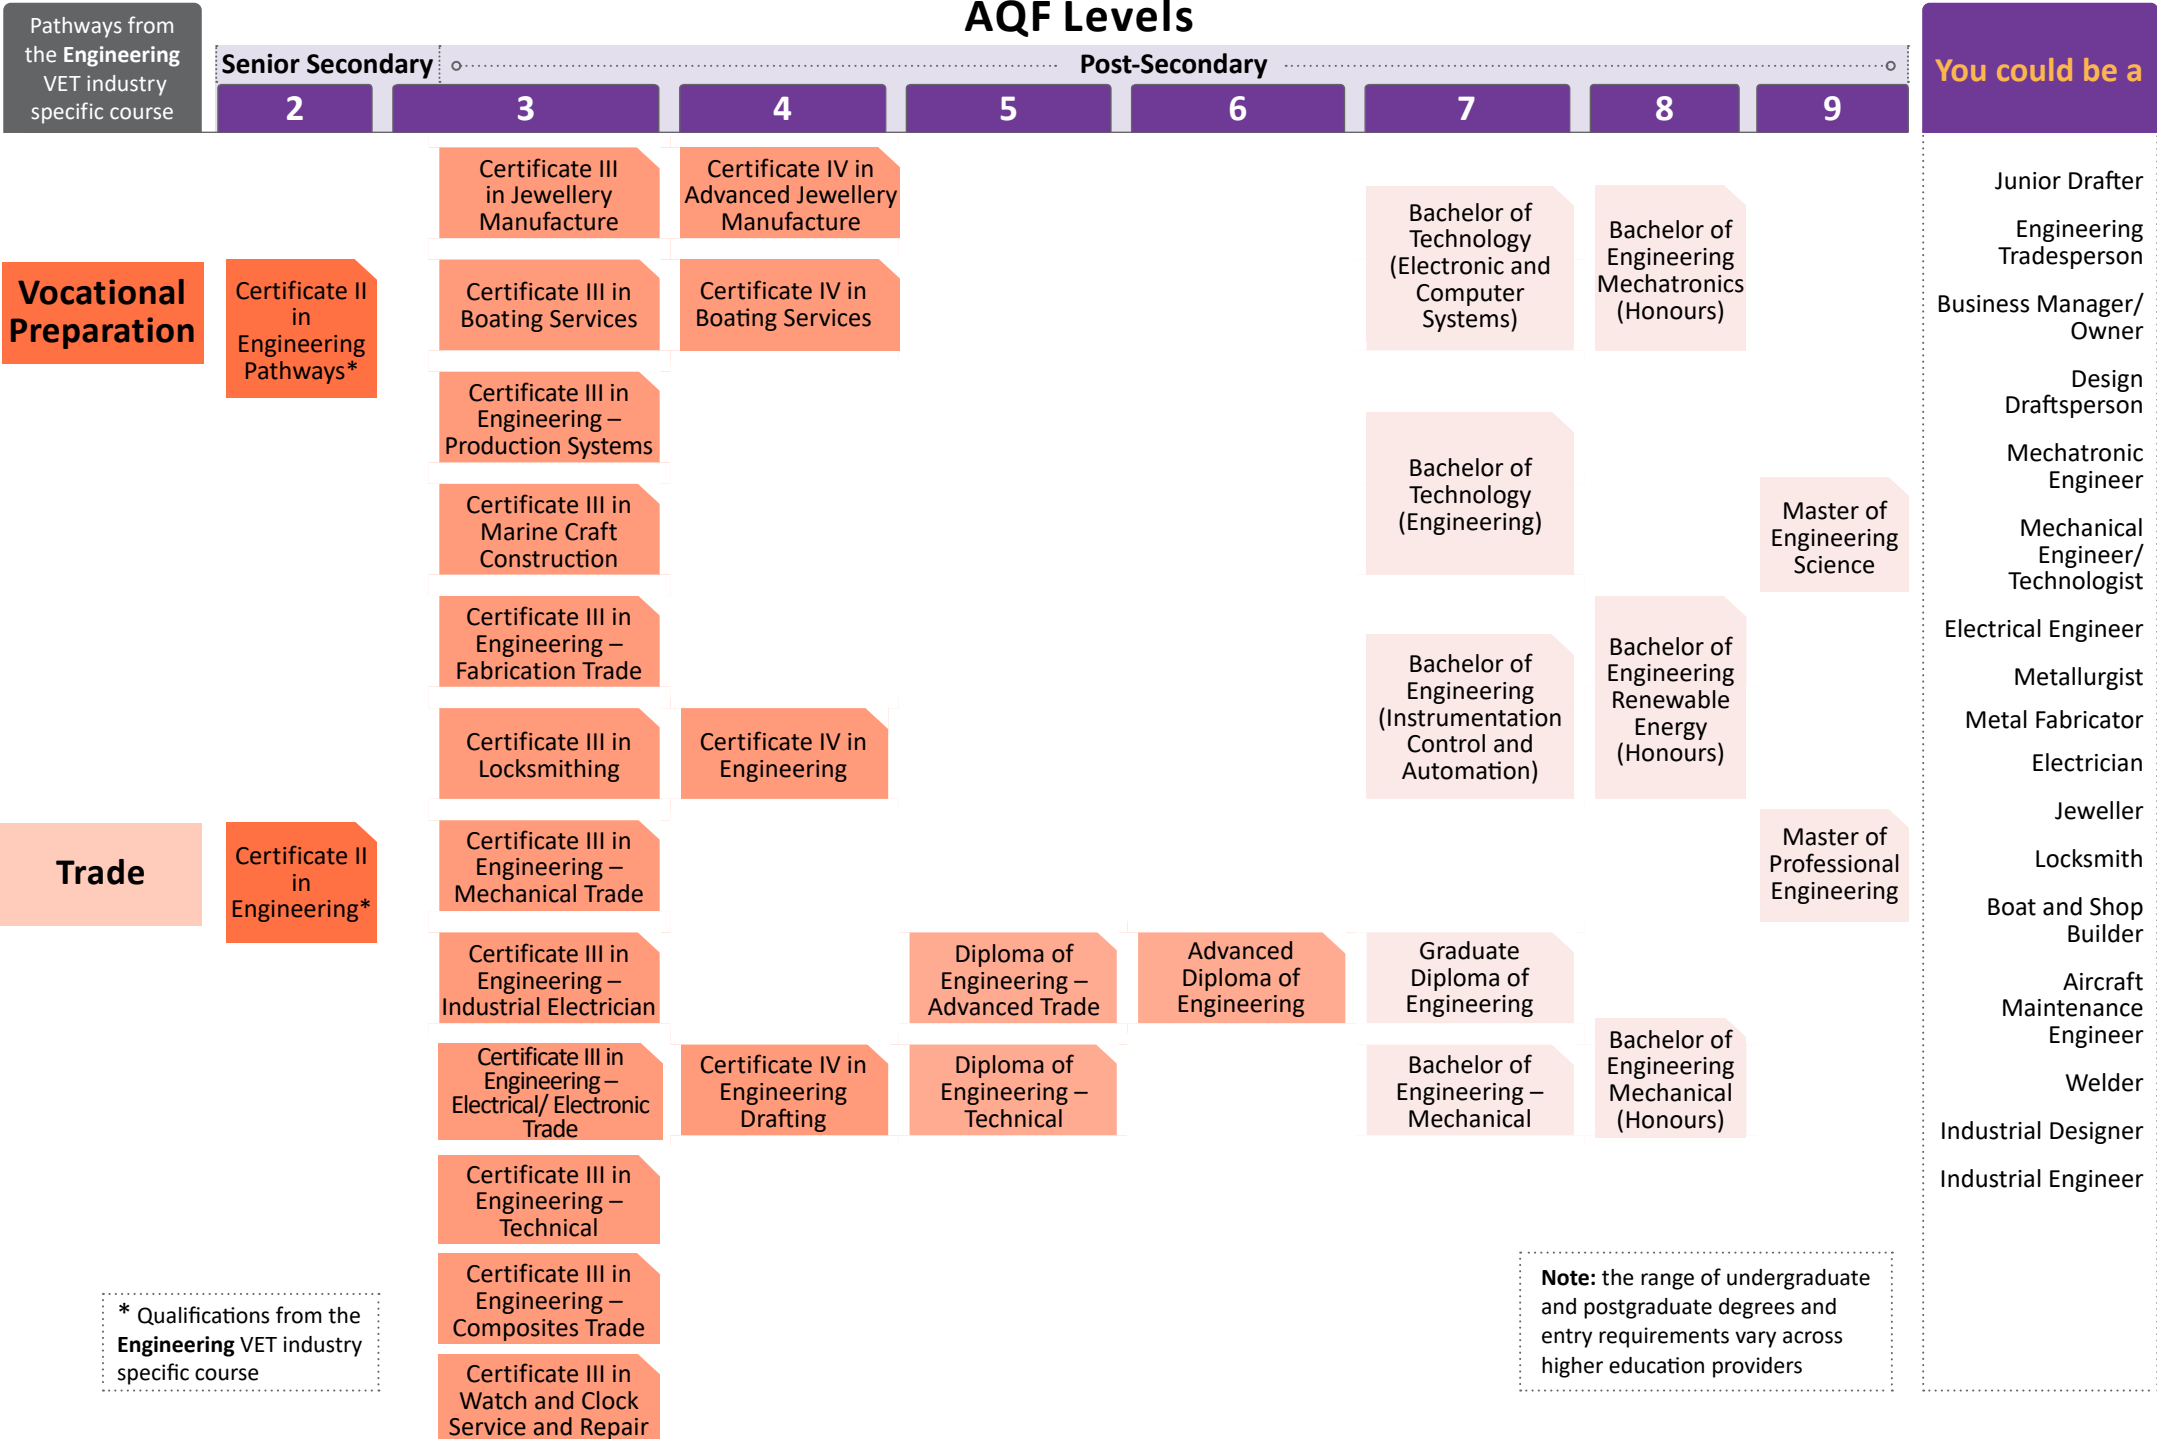 AQF Levels
Pathways from
the Engineering
VET industry
specific course
Senior Secondary
Post-Secondary
You could be a
2
3
4
5
6
7
8
9
Vocational
Preparation
Certificate II
in
Engineering
Pathways*
Trade
Certificate II
in
Engineering*
Certificate III
in Jewellery
Manufacture
Certificate III in
Boating Services
Certificate III in
Engineering –
Production Systems
Certificate III in
Marine Craft
Construction
Certificate III in
Engineering –
Fabrication Trade
Certificate III in
Locksmithing
Certificate III in
Engineering –
Mechanical Trade
Certificate III in
Engineering –
Industrial Electrician
Certificate III in
Engineering –
Electrical/ Electronic
Trade
Certificate III in
Engineering –
Technical
Certificate III in
Engineering –
Composites Trade
Certificate III in
Watch and Clock
Service and Repair
Certificate IV in
Advanced Jewellery
Manufacture
Certificate IV in
Boating Services
Certificate IV in
Engineering
Certificate IV in
Engineering
Drafting
Diploma of
Engineering –
Advanced Trade
Diploma of
Engineering –
Technical
Advanced
Diploma of
Engineering
Bachelor of
Technology
(Electronic and
Computer
Systems)
Bachelor of
Technology
(Engineering)
Bachelor of
Engineering
(Instrumentation
Control and
Automation)
Graduate
Diploma of
Engineering
Bachelor of
Engineering –
Mechanical
Bachelor of
Engineering
Mechatronics
(Honours)
Bachelor of
Engineering
Renewable
Energy
(Honours)
Bachelor of
Engineering
Mechanical
(Honours)
Master of
Engineering
Science
Master of
Professional
Engineering
Junior Drafter
Engineering
Tradesperson
Business Manager/
Owner
Design
Draftsperson
Mechatronic
Engineer
Mechanical
Engineer/
Technologist
Electrical Engineer
Metallurgist
Metal Fabricator
Electrician
Jeweller
Locksmith
Boat and Shop
Builder
Aircraft
Maintenance
Engineer
Welder
Industrial Designer
Industrial Engineer
* Qualifications from the
Engineering VET industry
specific course
Note: the range of undergraduate
and postgraduate degrees and
entry requirements vary across
higher education providers